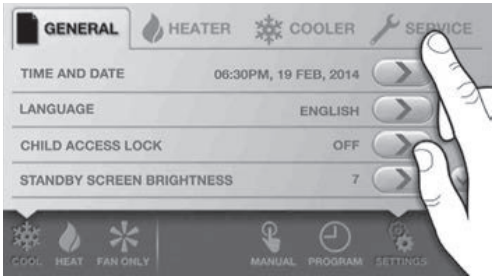 GENERAL HEATER COOLER SERVICE
TIME AND DATE 06:30PM, 19 FEB, 2014
LANGUAGE ENGLISH
CHILD ACCESS LOCK OFF
STANDBY SCREEN BRIGHTNESS 7
COOL HEAT FAN ONLY MANUAL PROGRAM SETTINGS